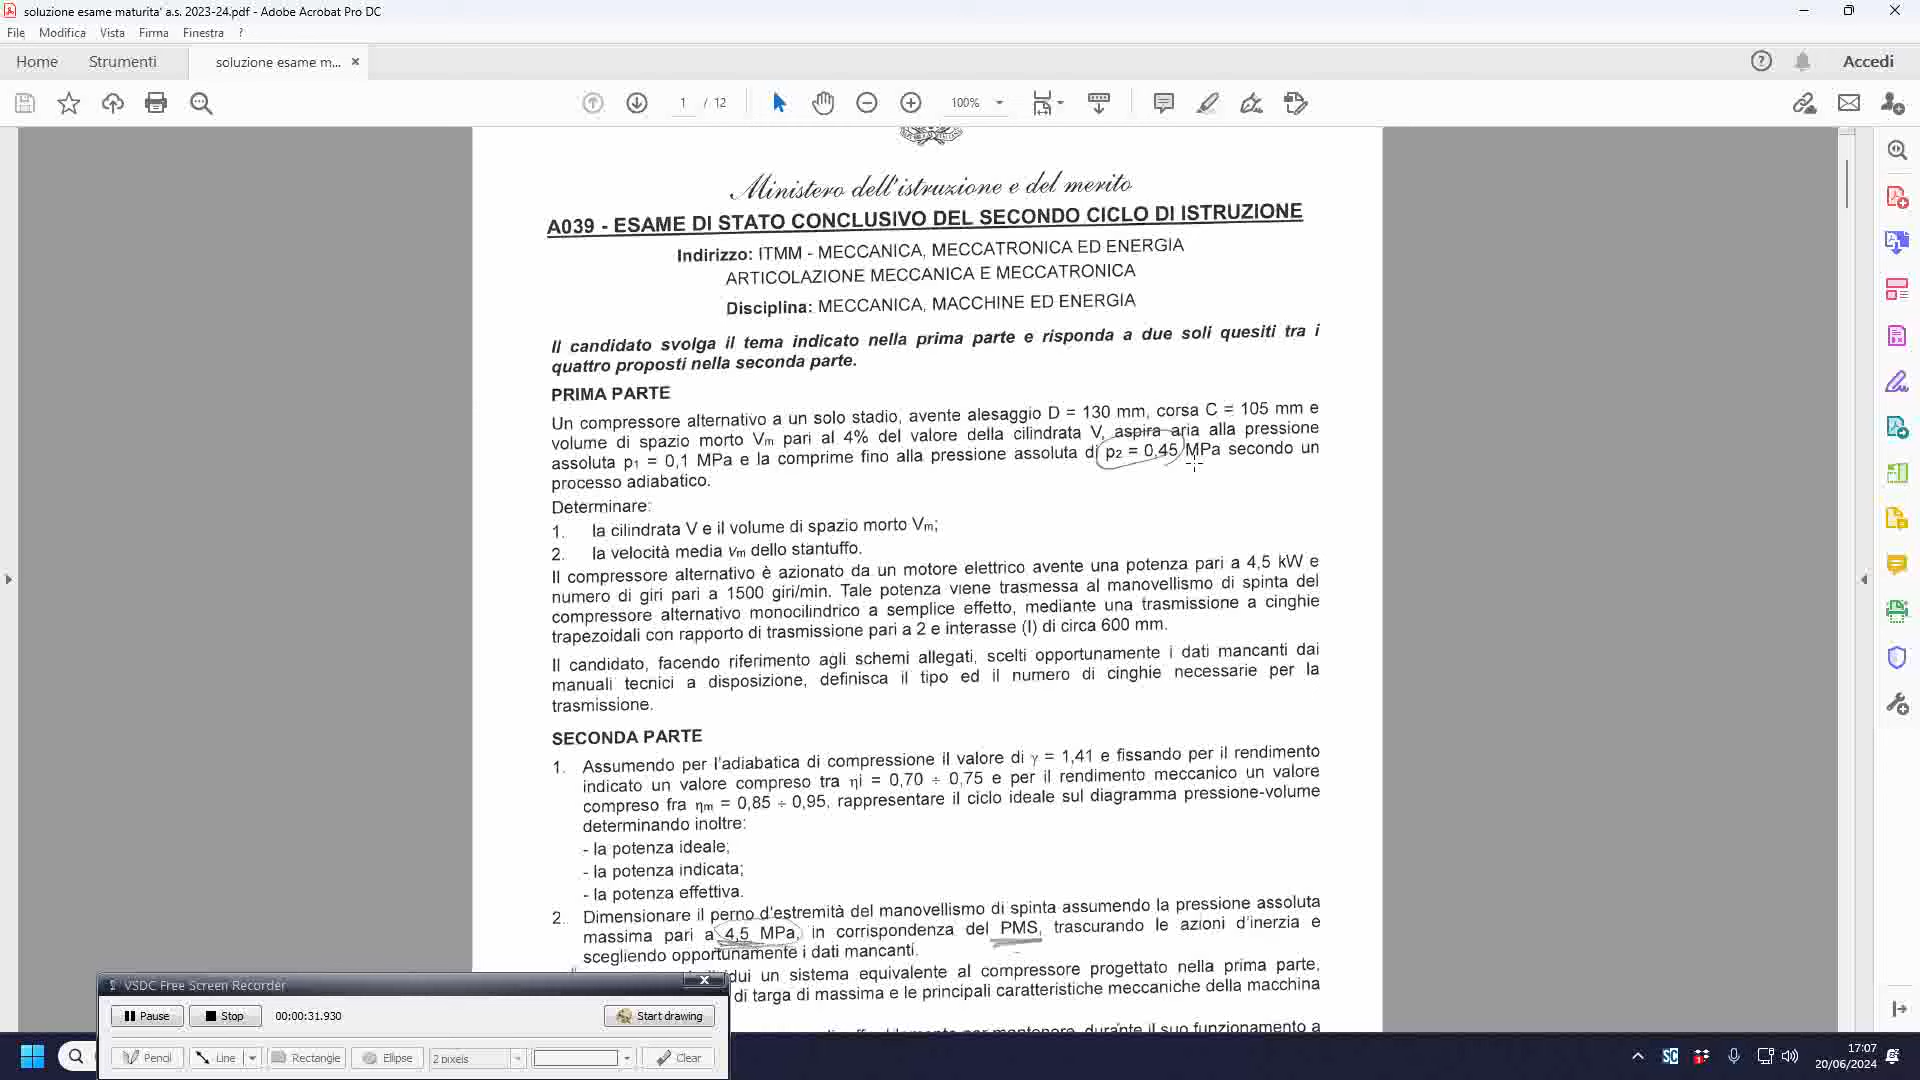 soluzione esame maturita' a.s. 2023-24.pdf - Adobe Acrobat Pro DC
File Modifica Vista Firma Finestra ?
Home Strumenti soluzione esame m... × Accedi
1 / 12 100%
Ministero dell'istruzione e del merito
A039 - ESAME DI STATO CONCLUSIVO DEL SECONDO CICLO DI ISTRUZIONE
Indirizzo: ITMM - MECCANICA, MECCATRONICA ED ENERGIA
ARTICOLAZIONE MECCANICA E MECCATRONICA
Disciplina: MECCANICA, MACCHINE ED ENERGIA
Il candidato svolga il tema indicato nella prima parte e risponda a due soli quesiti tra i
quattro proposti nella seconda parte.
PRIMA PARTE
Un compressore alternativo a un solo stadio, avente alesaggio D = 130 mm, corsa C = 105 mm e
volume di spazio morto Vm pari al 4% del valore della cilindrata V, aspira aria alla pressione
assoluta p1 = 0,1 MPa e la comprime fino alla pressione assoluta di p2 = 0,45 MPa secondo un
processo adiabatico.
Determinare:
1. la cilindrata V e il volume di spazio morto Vm;
2. la velocità media vm dello stantuffo.
Il compressore alternativo è azionato da un motore elettrico avente una potenza pari a 4,5 kW e
numero di giri pari a 1500 giri/min. Tale potenza viene trasmessa al manovellismo di spinta del
compressore alternativo monocilindrico a semplice effetto, mediante una trasmissione a cinghie
trapezoidali con rapporto di trasmissione pari a 2 e interasse (I) di circa 600 mm.
Il candidato, facendo riferimento agli schemi allegati, scelti opportunamente i dati mancanti dai
manuali tecnici a disposizione, definisca il tipo ed il numero di cinghie necessarie per la
trasmissione.
SECONDA PARTE
1. Assumendo per l'adiabatica di compressione il valore di γ = 1,41 e fissando per il rendimento
indicato un valore compreso tra ηi = 0,70 ÷ 0,75 e per il rendimento meccanico un valore
compreso fra ηm = 0,85 ÷ 0,95, rappresentare il ciclo ideale sul diagramma pressione-volume
determinando inoltre:
- la potenza ideale;
- la potenza indicata;
- la potenza effettiva.
2. Dimensionare il perno d'estremità del manovellismo di spinta assumendo la pressione assoluta
massima pari a 4,5 MPa, in corrispondenza del PMS, trascurando le azioni d'inerzia e
scegliendo opportunamente i dati mancanti.
un sistema equivalente al compressore progettato nella prima parte,
di targa di massima e le principali caratteristiche meccaniche della macchina
per mantenere, durante il suo funzionamento a
VSDC Free Screen Recorder
Pause Stop 00:00:31.930 Start drawing
Pencil Line Rectangle Ellipse 2 pixels Clear
17:07
20/06/2024